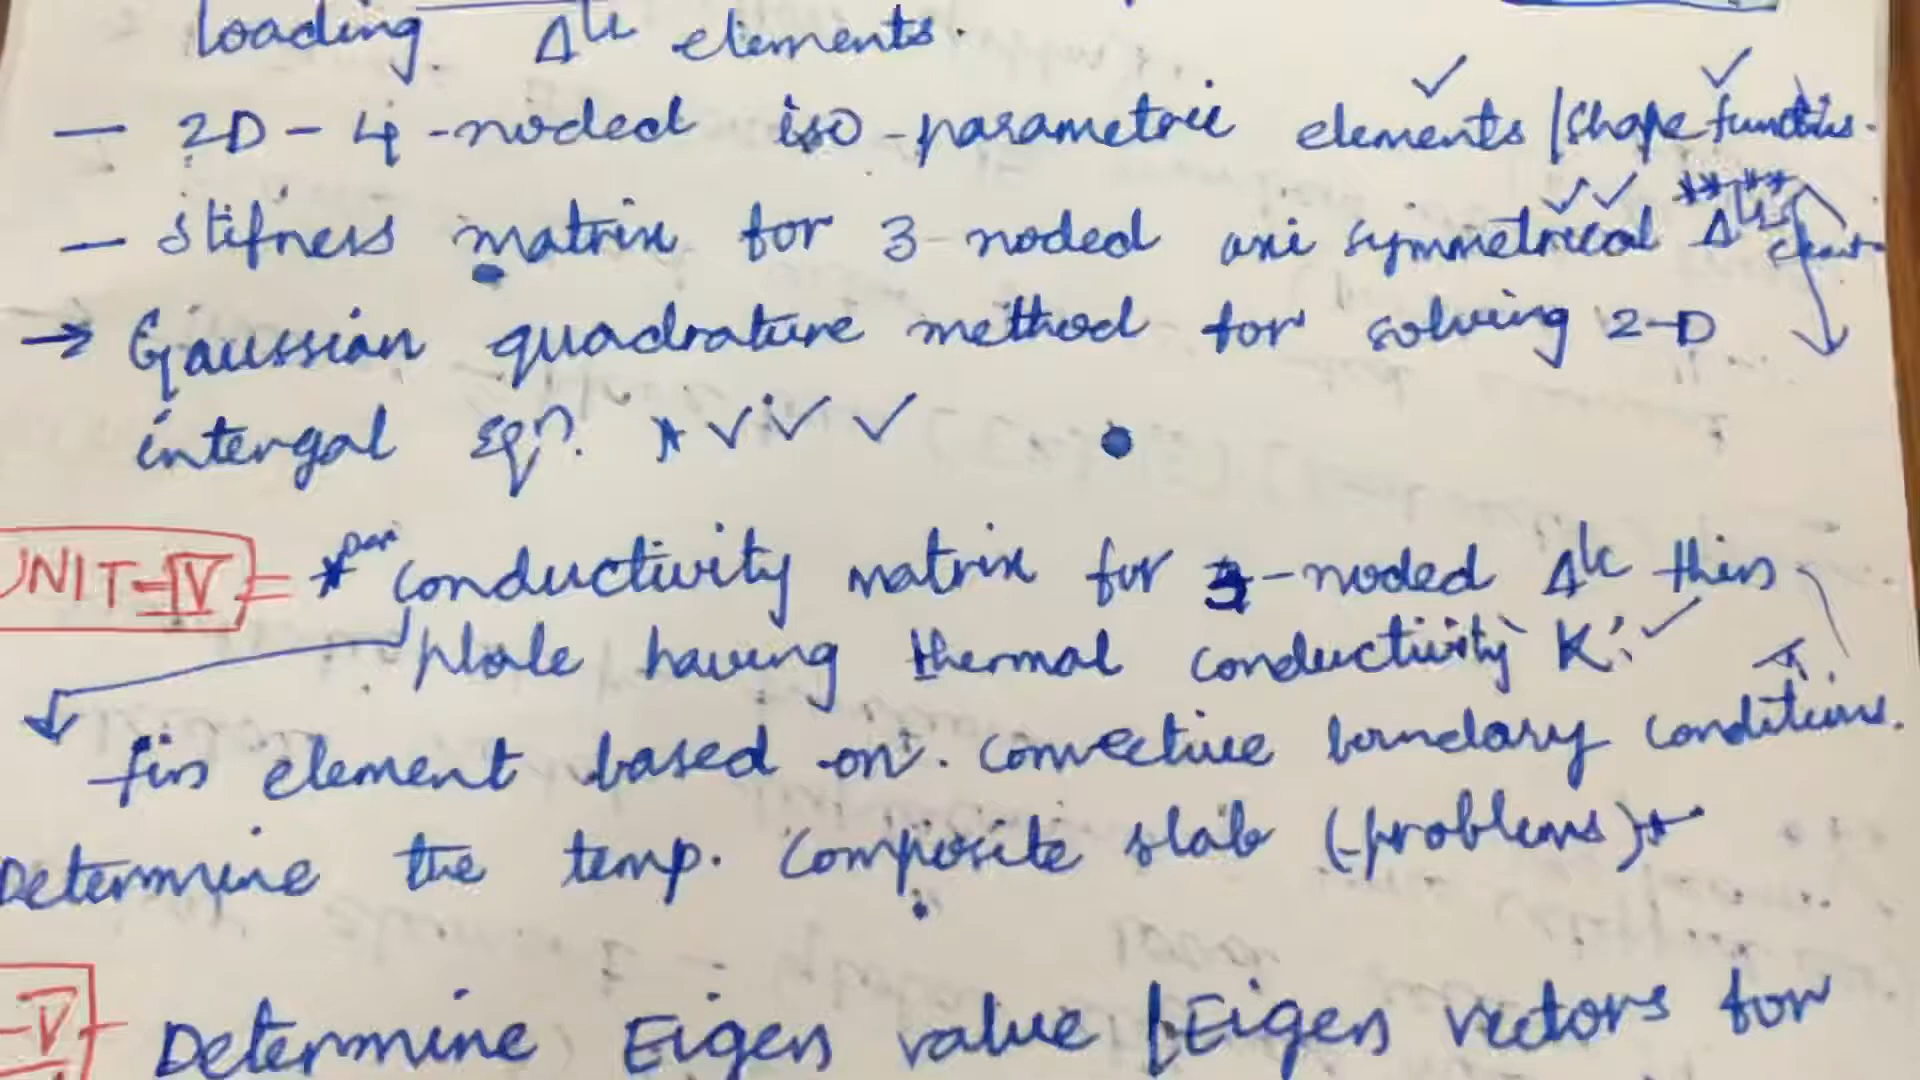 loading Δle elements.
— 2D - 4 -noded iso -parametric elements / shape functns.
— stifness matrix for 3 noded axi symmetrical Δle
→ Gaussian quadrature method for solving 2-D
intergal Eqn. * ✓ ✓ ✓
UNIT-IV = * conductivity matrix for 3-noded Δle thin
plate having thermal conductivity 'K' ✓
fin element based on. convective boundary conditions.
Determine the temp. composite slab (problems) *
-V - Determine Eigen value / Eigen vectors for